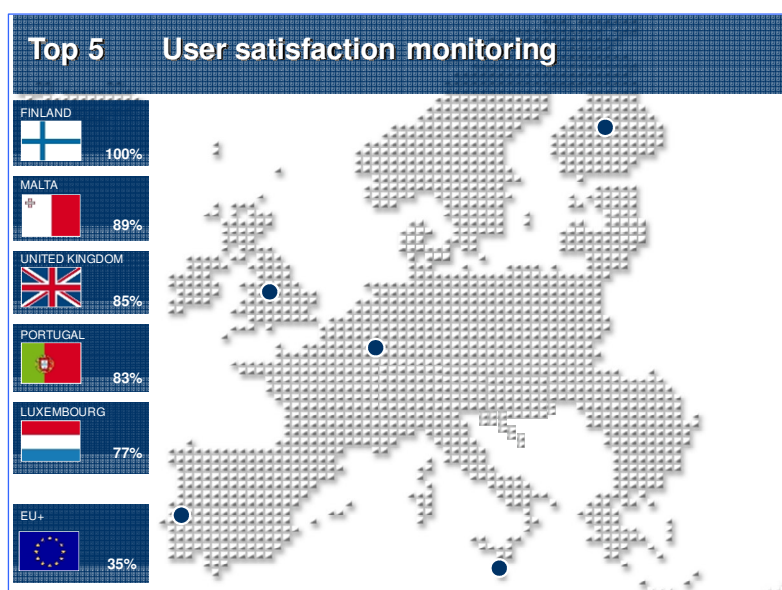 Top 5 User satisfaction monitoring
FINLAND
100%
MALTA
89%
UNITED KINGDOM
85%
PORTUGAL
83%
LUXEMBOURG
77%
EU+
35%